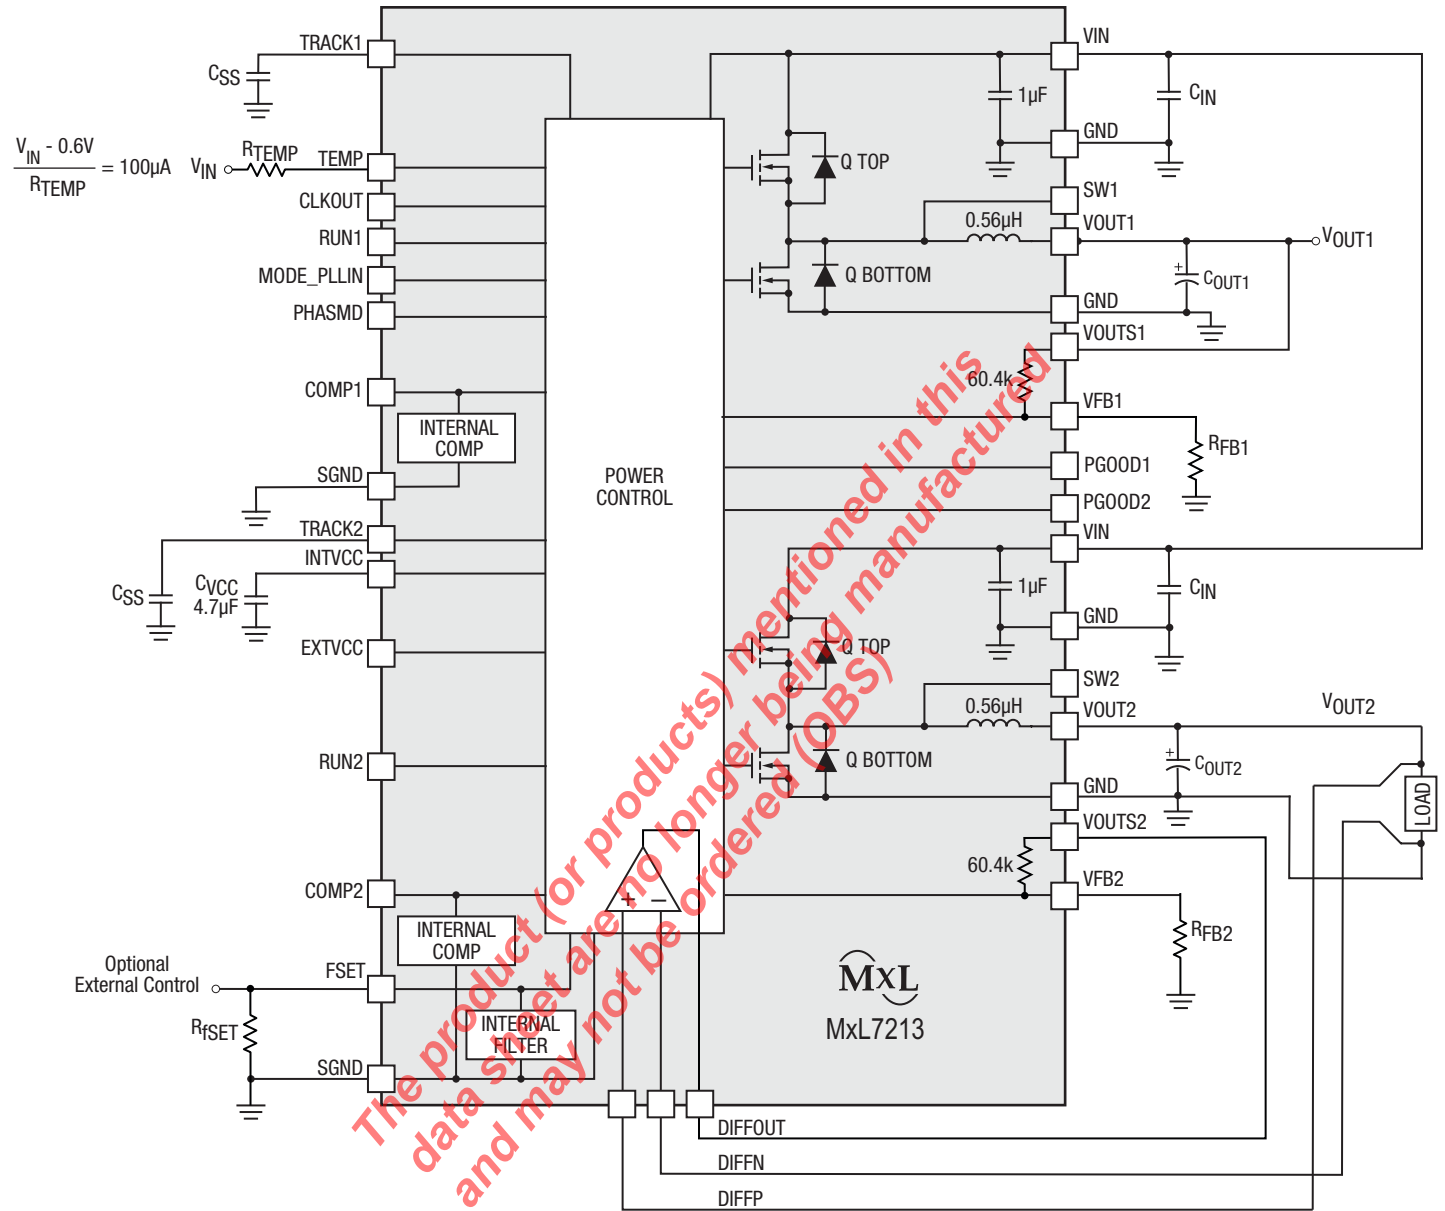 TRACK1
CSS
VIN - 0.6V
RTEMP
= 100µA
VIN
RTEMP
TEMP
CLKOUT
RUN1
MODE_PLLIN
PHASMD
COMP1
INTERNAL
COMP
SGND
TRACK2
INTVCC
CSS
CVCC
4.7µF
EXTVCC
RUN2
COMP2
INTERNAL
COMP
Optional
External Control
FSET
RfSET
INTERNAL
FILTER
SGND
POWER
CONTROL
+ −
Q TOP
1µF
VIN
CIN
GND
SW1
0.56µH
VOUT1
VOUT1
Q BOTTOM
+
COUT1
GND
VOUTS1
60.4k
VFB1
RFB1
PGOOD1
PGOOD2
VIN
1µF
CIN
GND
Q TOP
SW2
0.56µH
VOUT2
VOUT2
Q BOTTOM
+
COUT2
GND
LOAD
VOUTS2
60.4k
VFB2
RFB2
MxL
MxL7213
DIFFOUT
DIFFN
DIFFP
The product (or products) mentioned in this
data sheet are no longer being manufactured
and may not be ordered (OBS)